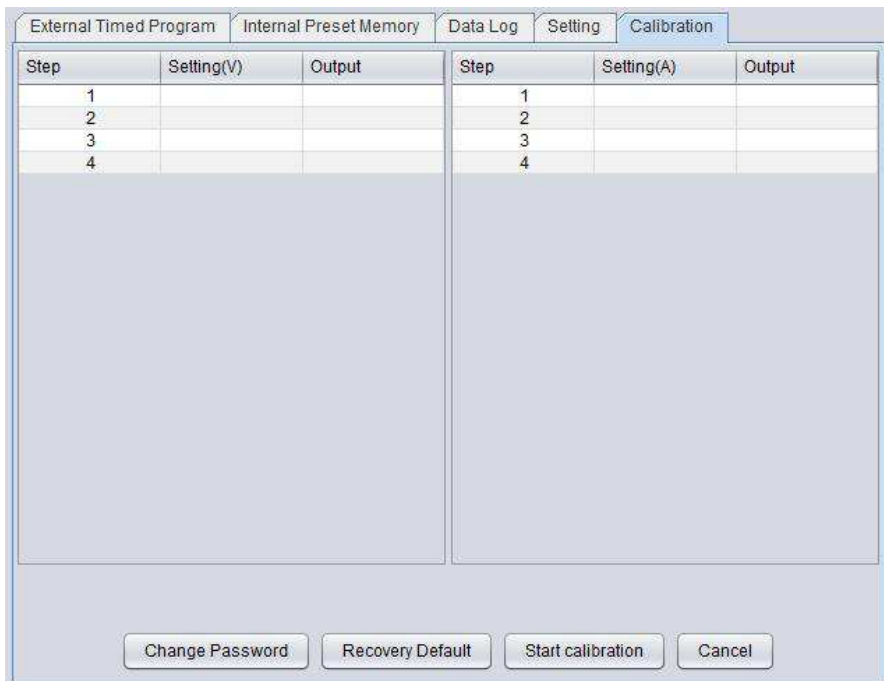 External Timed Program Internal Preset Memory Data Log Setting Calibration
Step Setting(V) Output Step Setting(A) Output
1 1
2 2
3 3
4 4
Change Password Recovery Default Start calibration Cancel